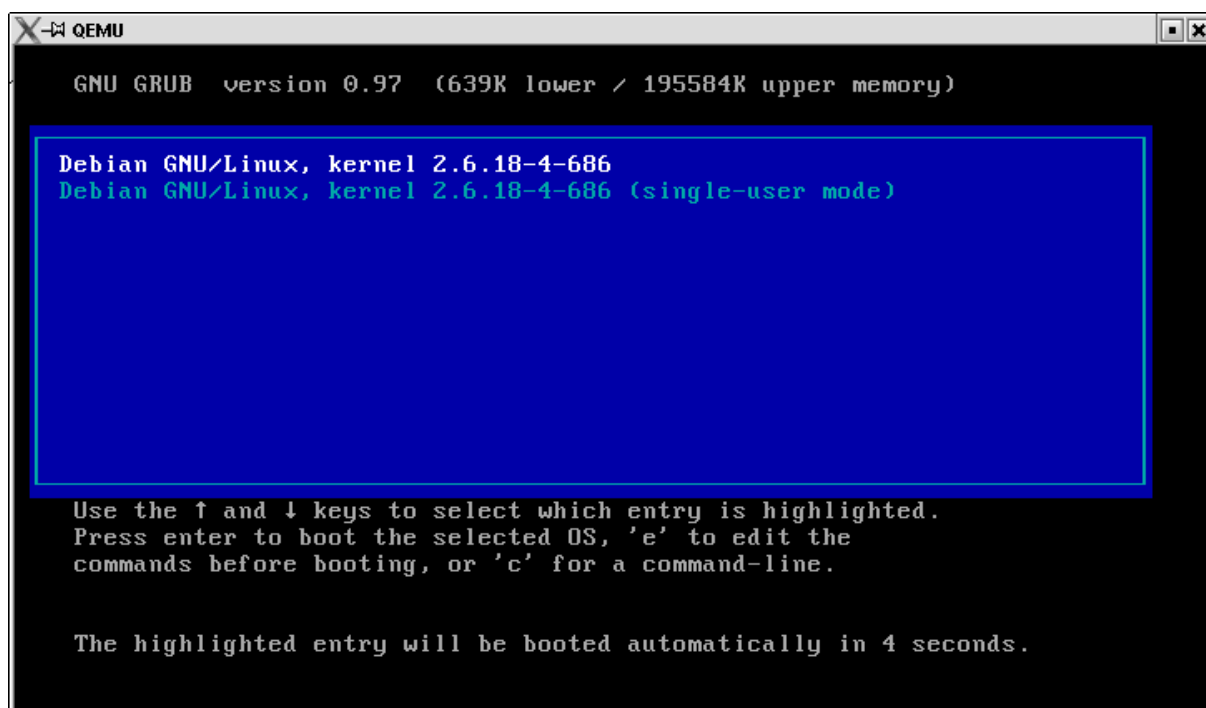 QEMU
GNU GRUB version 0.97 (639K lower / 195584K upper memory)
Debian GNU/Linux, kernel 2.6.18-4-686
Debian GNU/Linux, kernel 2.6.18-4-686 (single-user mode)
Use the ↑ and ↓ keys to select which entry is highlighted.
Press enter to boot the selected OS, 'e' to edit the
commands before booting, or 'c' for a command-line.
The highlighted entry will be booted automatically in 4 seconds.